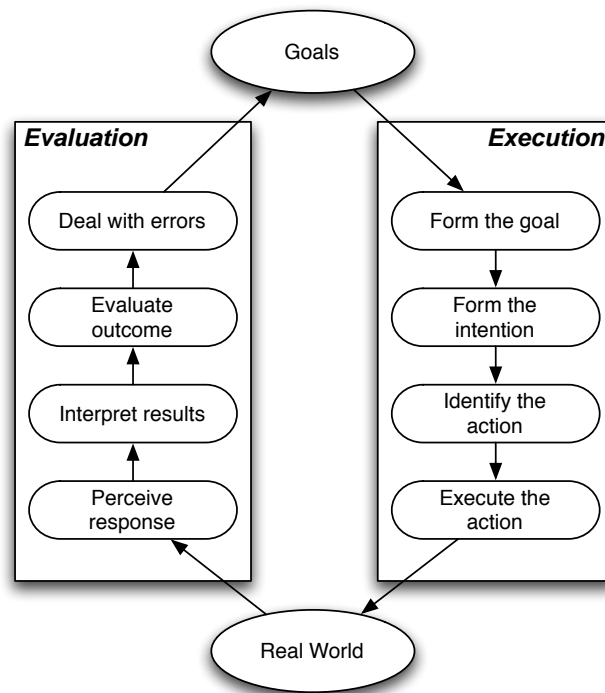 Goals
Evaluation
Deal with errors
Evaluate
outcome
Interpret results
Perceive
response
Execution
Form the goal
Form the
intention
Identify the
action
Execute the
action
Real World